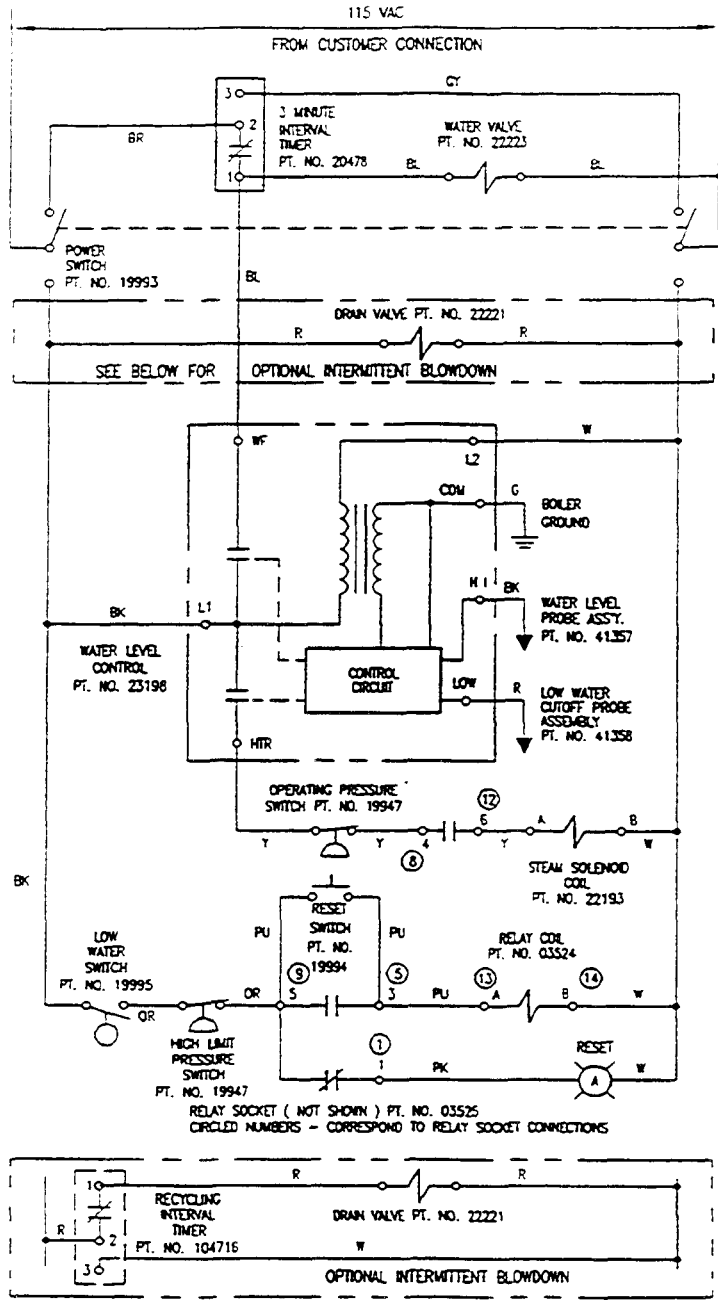 115 VAC
FROM CUSTOMER CONNECTION
GY
3
3 MINUTE
INTERVAL
TIMER
PT. NO. 20478
2
BR
1
WATER VALVE
PT. NO. 22223
BL
BL
POWER
SWITCH
PT. NO. 19993
BL
DRAIN VALVE PT. NO. 22221
R
R
SEE BELOW FOR OPTIONAL INTERMITTENT BLOWDOWN
WF
L2
W
COM
G
BOILER
GROUND
H I
BK
WATER LEVEL
PROBE ASS'Y.
PT. NO. 41357
BK
L1
WATER LEVEL
CONTROL
PT. NO. 23198
CONTROL
CIRCUIT
LOW
R
LOW WATER
CUTOFF PROBE
ASSEMBLY
PT. NO. 41358
HTR
OPERATING PRESSURE
SWITCH PT. NO. 19947
12
Y
Y
4
6
Y
A
B
W
8
STEAM SOLENOID
COIL
PT. NO. 22193
BK
RESET
SWITCH
PT. NO.
19994
PU
PU
LOW
WATER
SWITCH
PT. NO. 19995
RELAY COIL
PT. NO. 03524
9
5
13
14
OR
OR
S
3
PU
A
B
W
HIGH LIMIT
PRESSURE
SWITCH
PT. NO. 19947
1
1
PK
RESET
A
W
RELAY SOCKET ( NOT SHOWN ) PT. NO. 03525
CIRCLED NUMBERS - CORRESPOND TO RELAY SOCKET CONNECTIONS
1
R
R
RECYCLING
INTERVAL
TIMER
PT. NO. 104716
DRAIN VALVE PT. NO. 22221
R
2
W
3
OPTIONAL INTERMITTENT BLOWDOWN